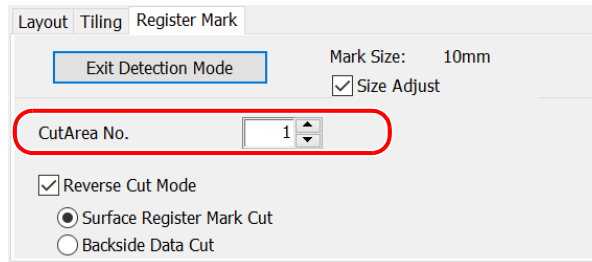 Layout Tiling Register Mark
Exit Detection Mode
Mark Size: 10mm
Size Adjust
CutArea No. 1
Reverse Cut Mode
Surface Register Mark Cut
Backside Data Cut